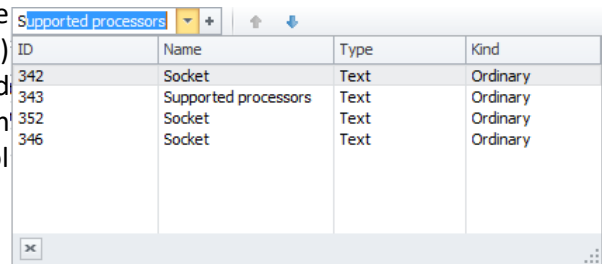 Supported processors
ID Name Type Kind
342 Socket Text Ordinary
343 Supported processors Text Ordinary
352 Socket Text Ordinary
346 Socket Text Ordinary